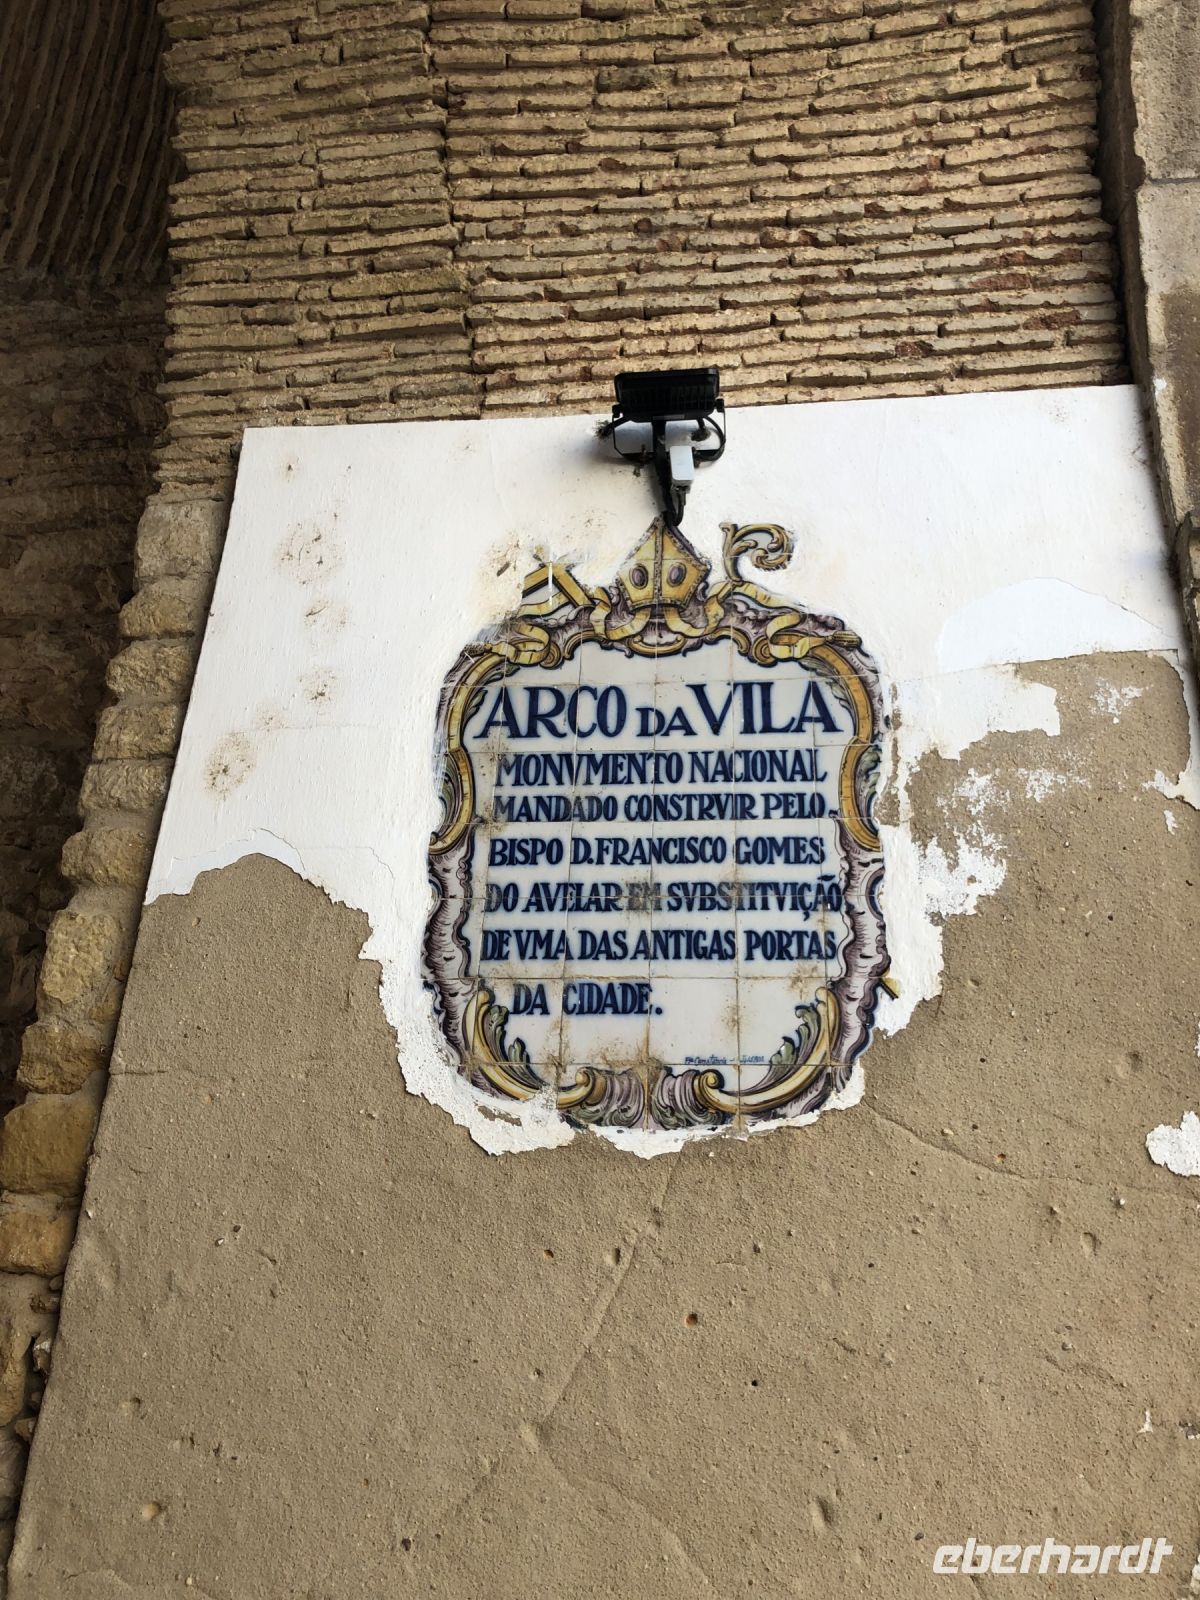 ARCO DA VILA
MONVMENTO NACIONAL
MANDADO CONSTRVIR PELO-
BISPO D. FRANCISCO GOMES
DO AVELAR EM SVBSTITVIÇÃO
DE VMA DAS ANTIGAS PORTAS
DA CIDADE.
eberhardt